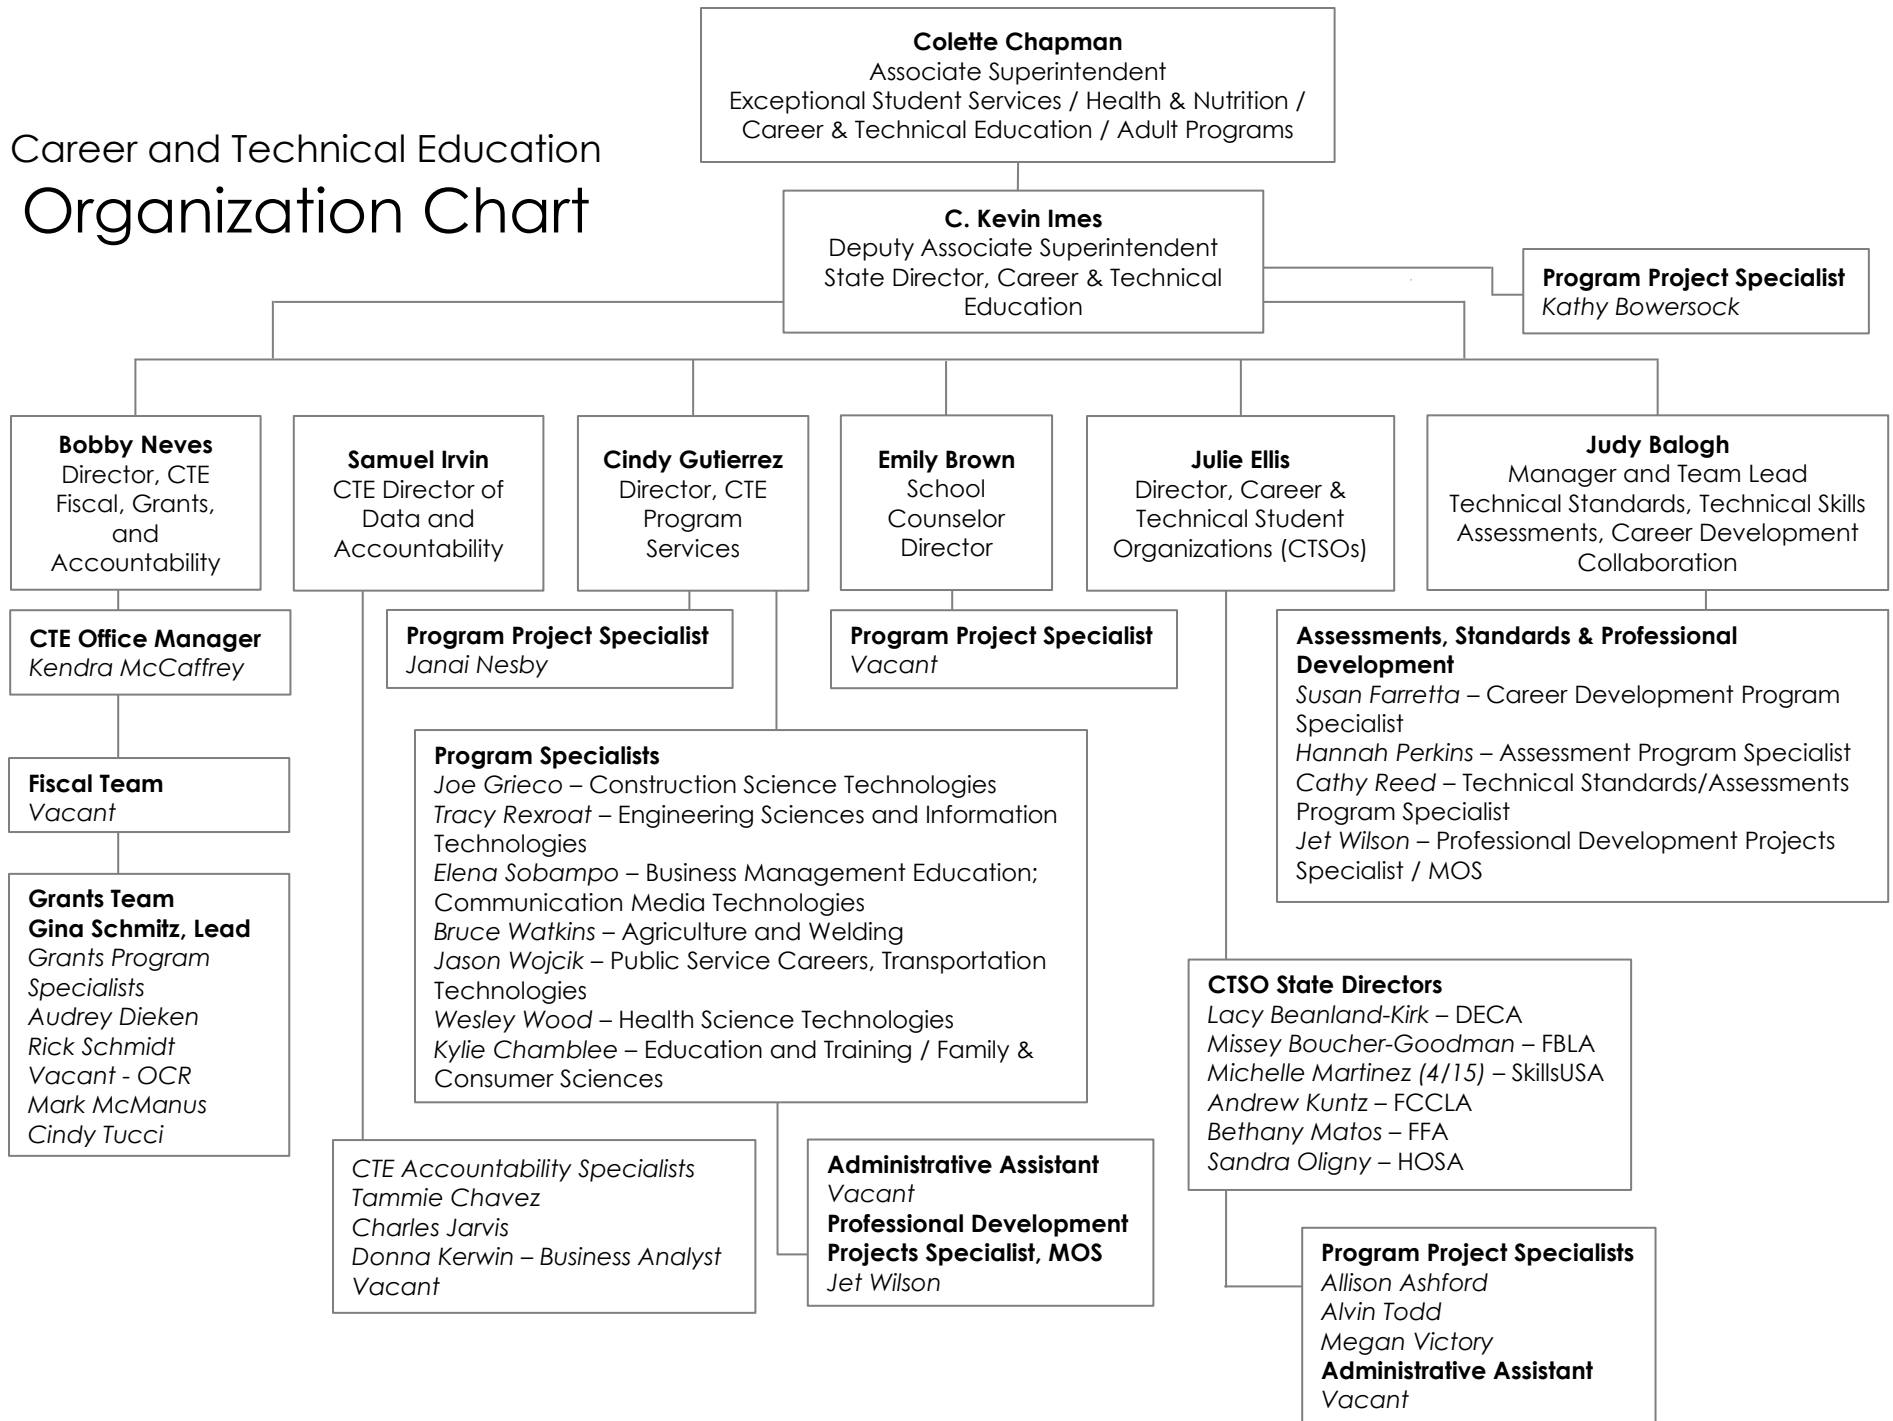 Colette Chapman
Associate Superintendent
Exceptional Student Services / Health & Nutrition /
Career & Technical Education / Adult Programs
Career and Technical Education
Organization Chart
C. Kevin Imes
Deputy Associate Superintendent
State Director, Career & Technical
Education
Program Project Specialist
Kathy Bowersock
Bobby Neves
Director, CTE
Fiscal, Grants,
and
Accountability
Samuel Irvin
CTE Director of
Data and
Accountability
Cindy Gutierrez
Director, CTE
Program
Services
Emily Brown
School
Counselor
Director
Julie Ellis
Director, Career &
Technical Student
Organizations (CTSOs)
Judy Balogh
Manager and Team Lead
Technical Standards, Technical Skills
Assessments, Career Development
Collaboration
CTE Office Manager
Kendra McCaffrey
Program Project Specialist
Janai Nesby
Program Project Specialist
Vacant
Assessments, Standards & Professional
Development
Susan Farretta – Career Development Program
Specialist
Hannah Perkins – Assessment Program Specialist
Cathy Reed – Technical Standards/Assessments
Program Specialist
Jet Wilson – Professional Development Projects
Specialist / MOS
Fiscal Team
Vacant
Program Specialists
Joe Grieco – Construction Science Technologies
Tracy Rexroat – Engineering Sciences and Information
Technologies
Elena Sobampo – Business Management Education;
Communication Media Technologies
Bruce Watkins – Agriculture and Welding
Jason Wojcik – Public Service Careers, Transportation
Technologies
Wesley Wood – Health Science Technologies
Kylie Chamblee – Education and Training / Family &
Consumer Sciences
Grants Team
Gina Schmitz, Lead
Grants Program
Specialists
Audrey Dieken
Rick Schmidt
Vacant - OCR
Mark McManus
Cindy Tucci
CTSO State Directors
Lacy Beanland-Kirk – DECA
Missey Boucher-Goodman – FBLA
Michelle Martinez (4/15) – SkillsUSA
Andrew Kuntz – FCCLA
Bethany Matos – FFA
Sandra Oligny – HOSA
CTE Accountability Specialists
Tammie Chavez
Charles Jarvis
Donna Kerwin – Business Analyst
Vacant
Administrative Assistant
Vacant
Professional Development
Projects Specialist, MOS
Jet Wilson
Program Project Specialists
Allison Ashford
Alvin Todd
Megan Victory
Administrative Assistant
Vacant